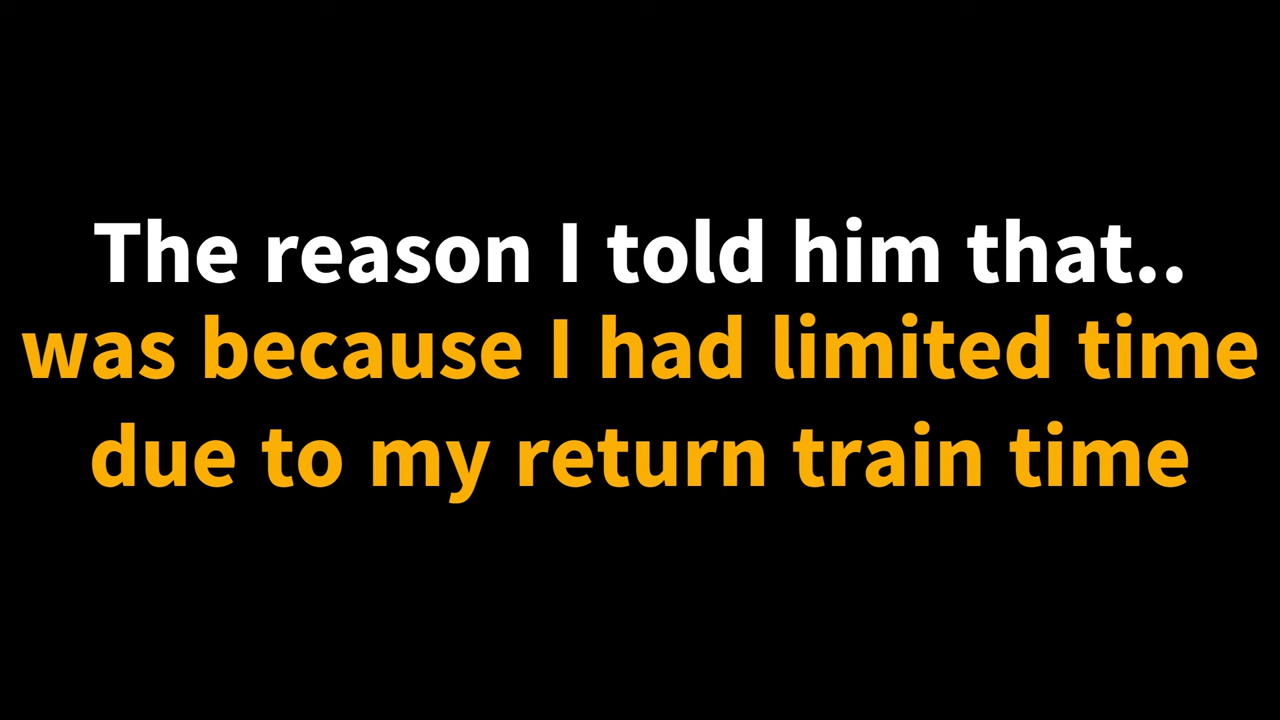 The reason I told him that..
was because I had limited time
due to my return train time